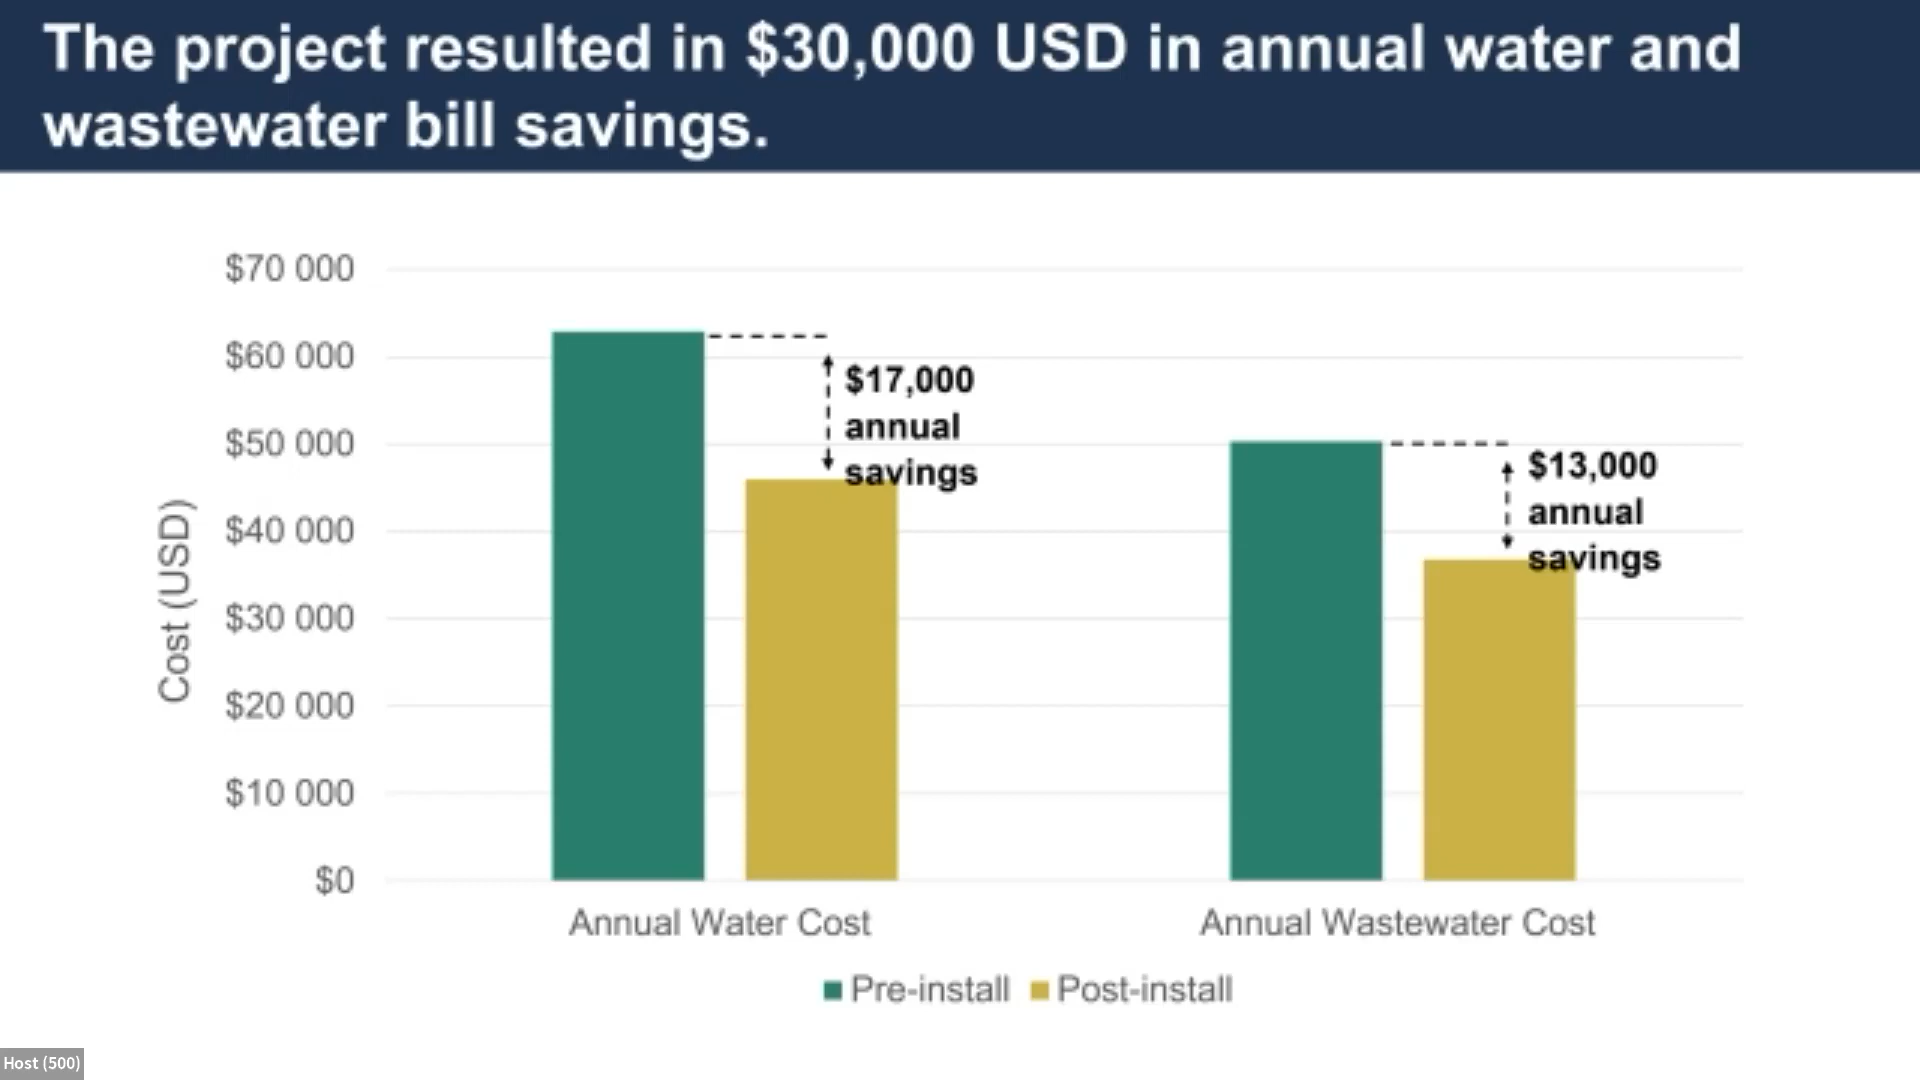 The project resulted in $30,000 USD in annual water and
wastewater bill savings.
$70 000
$60 000
$50 000
$40 000
$30 000
$20 000
$10 000
$0
Cost (USD)
$17,000
annual
savings
$13,000
annual
savings
Annual Water Cost
Annual Wastewater Cost
Pre-install
Post-install
Host (500)